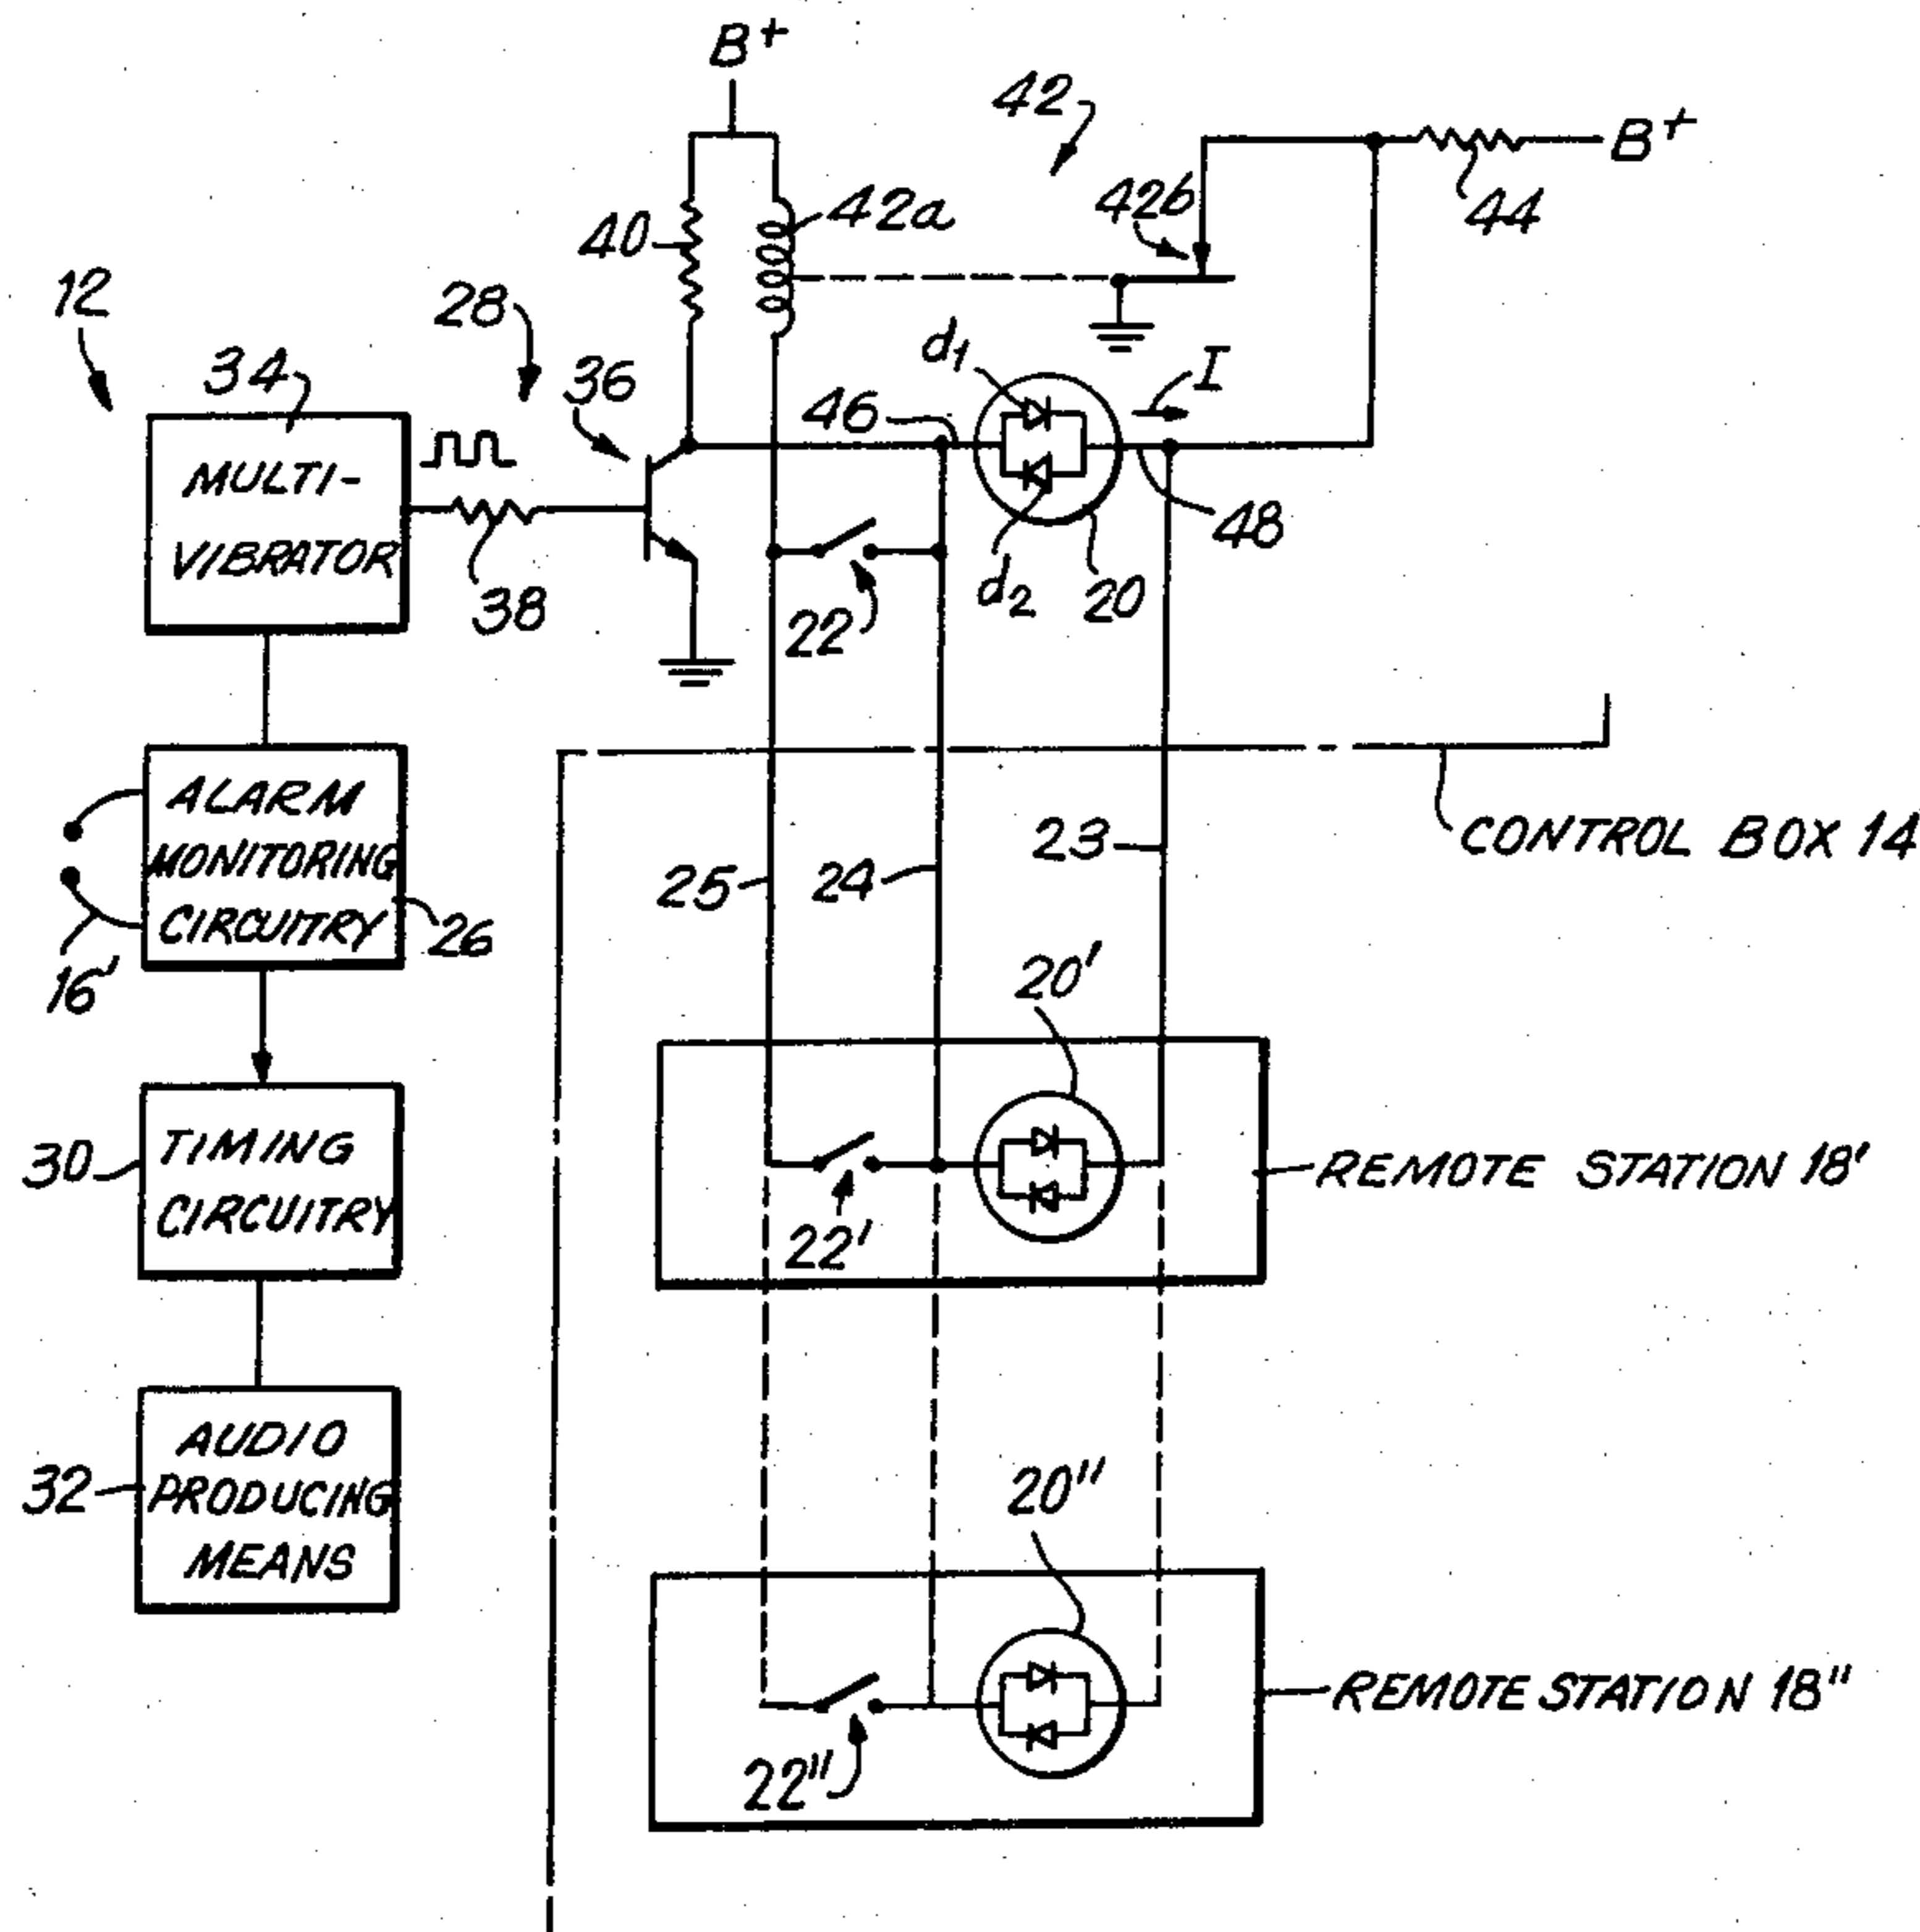 B+
42
B+
42b
44
42a
40
12
28
d1
I
34
36
46
MULTI-
VIBRATOR
48
38
22
d2
20
ALARM
MONITORING
CIRCUITRY
CONTROL BOX 14
23
25
24
26
16'
20'
TIMING
CIRCUITRY
30
REMOTE STATION 18'
22'
AUDIO
PRODUCING
MEANS
32
20"
REMOTE STATION 18"
22"